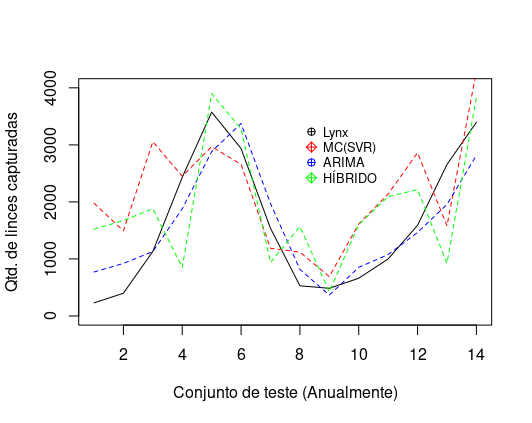 Qtd. de linces capturadas
4000
3000
2000
1000
0
Lynx
MC(SVR)
ARIMA
HÍBRIDO
2 4 6 8 10 12 14
Conjunto de teste (Anualmente)